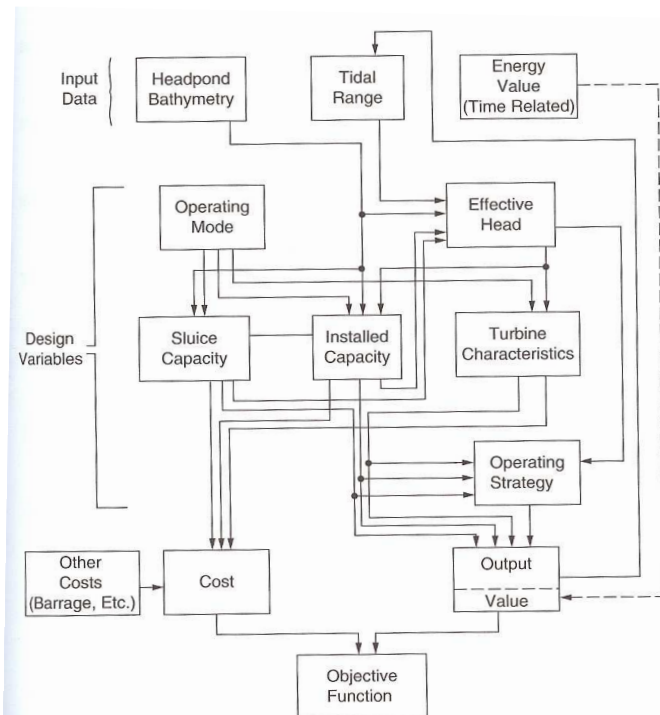 Input
Data
Headpond
Bathymetry
Tidal
Range
Energy
Value
(Time Related)
Operating
Mode
Effective
Head
Design
Variables
Sluice
Capacity
Installed
Capacity
Turbine
Characteristics
Operating
Strategy
Other
Costs
(Barrage, Etc.)
Cost
Output
Value
Objective
Function